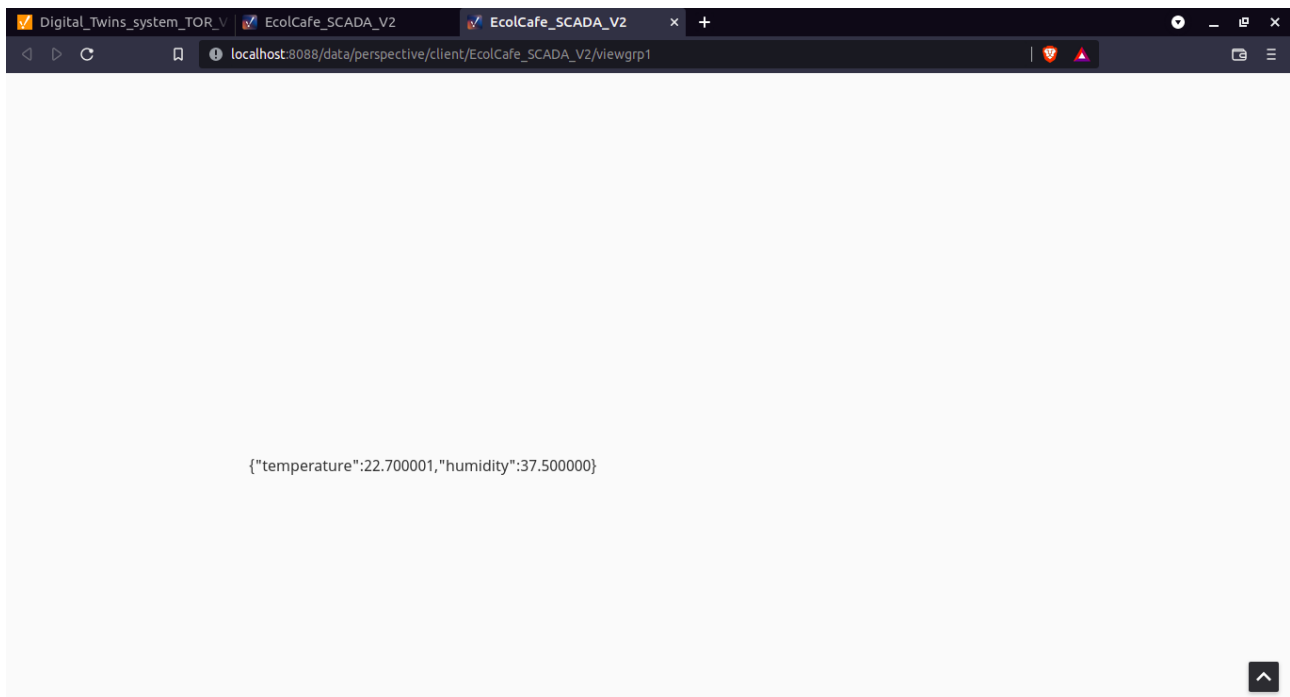 Digital_Twins_system_TOR_V
EcolCafe_SCADA_V2
EcolCafe_SCADA_V2
localhost:8088/data/perspective/client/EcolCafe_SCADA_V2/viewgrp1
{"temperature":22.700001,"humidity":37.500000}